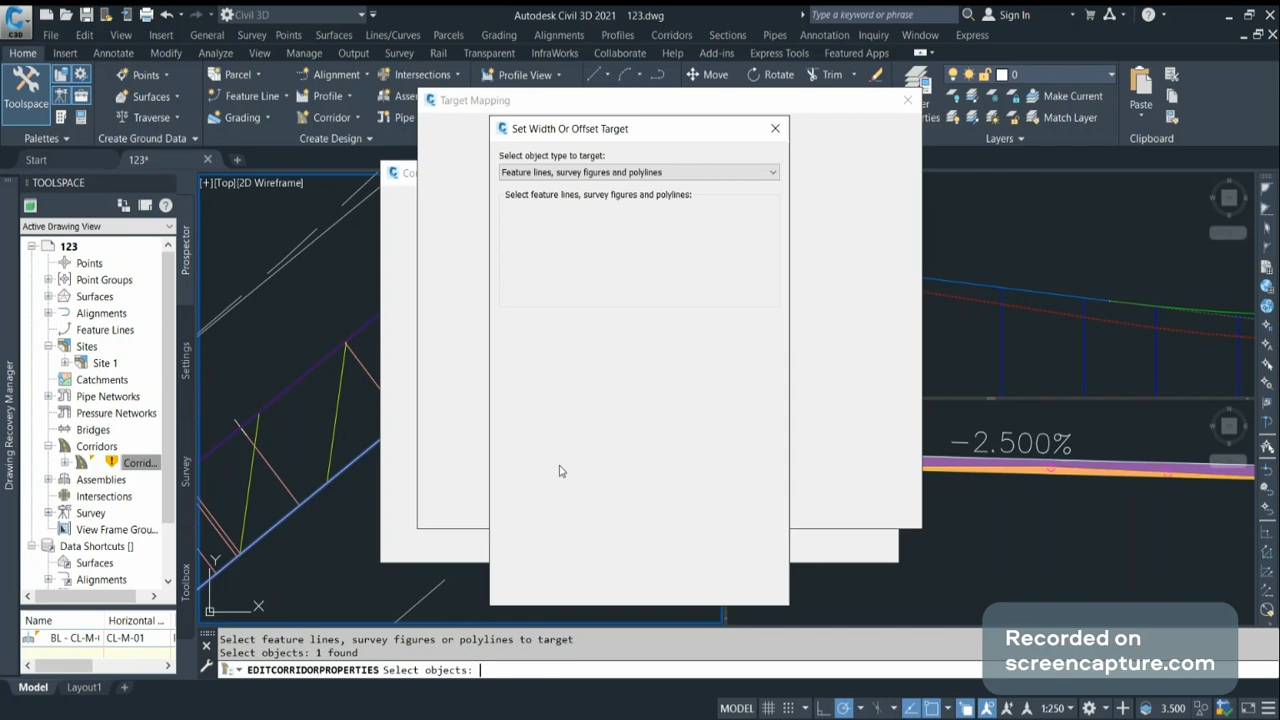 C3D
Civil 3D
Autodesk Civil 3D 2021 123.dwg
Type a keyword or phrase
Sign In
File Edit View Insert General Survey Points Surfaces Lines/Curves Parcels Grading Alignments Profiles Corridors Sections Pipes Annotation Inquiry Window Express
Home Insert Annotate Modify Analyze View Manage Output Survey Rail Transparent InfraWorks Collaborate Help Add-ins Express Tools Featured Apps
Toolspace
Palettes
Points
Surfaces
Traverse
Create Ground Data
Parcel
Feature Line
Grading
Alignment
Profile
Corridor
Intersections
Asse
Pipe
Create Design
Profile View
Move
Rotate
Trim
0
Make Current
Match Layer
Layers
Paste
Clipboard
Start
123*
[+][Top][2D Wireframe]
TOOLSPACE
Active Drawing View
123
Points
Point Groups
Surfaces
Alignments
Feature Lines
Sites
Site 1
Catchments
Pipe Networks
Pressure Networks
Bridges
Corridors
Corrid...
Assemblies
Intersections
Survey
View Frame Grou...
Data Shortcuts []
Surfaces
Alignments
Name Horizontal
BL - CL-M-( CL-M-01
Prospector
Settings
Survey
Toolbox
Drawing Recovery Manager
Target Mapping
Set Width Or Offset Target
Select object type to target:
Feature lines, survey figures and polylines
Select feature lines, survey figures and polylines:
Co
-2.500%
Y
X
W
W
Select feature lines, survey figures or polylines to target
Select objects: 1 found
EDITCORRIDORPROPERTIES Select objects:
Recorded on
screencapture.com
Model Layout1
MODEL
1:250
3.500